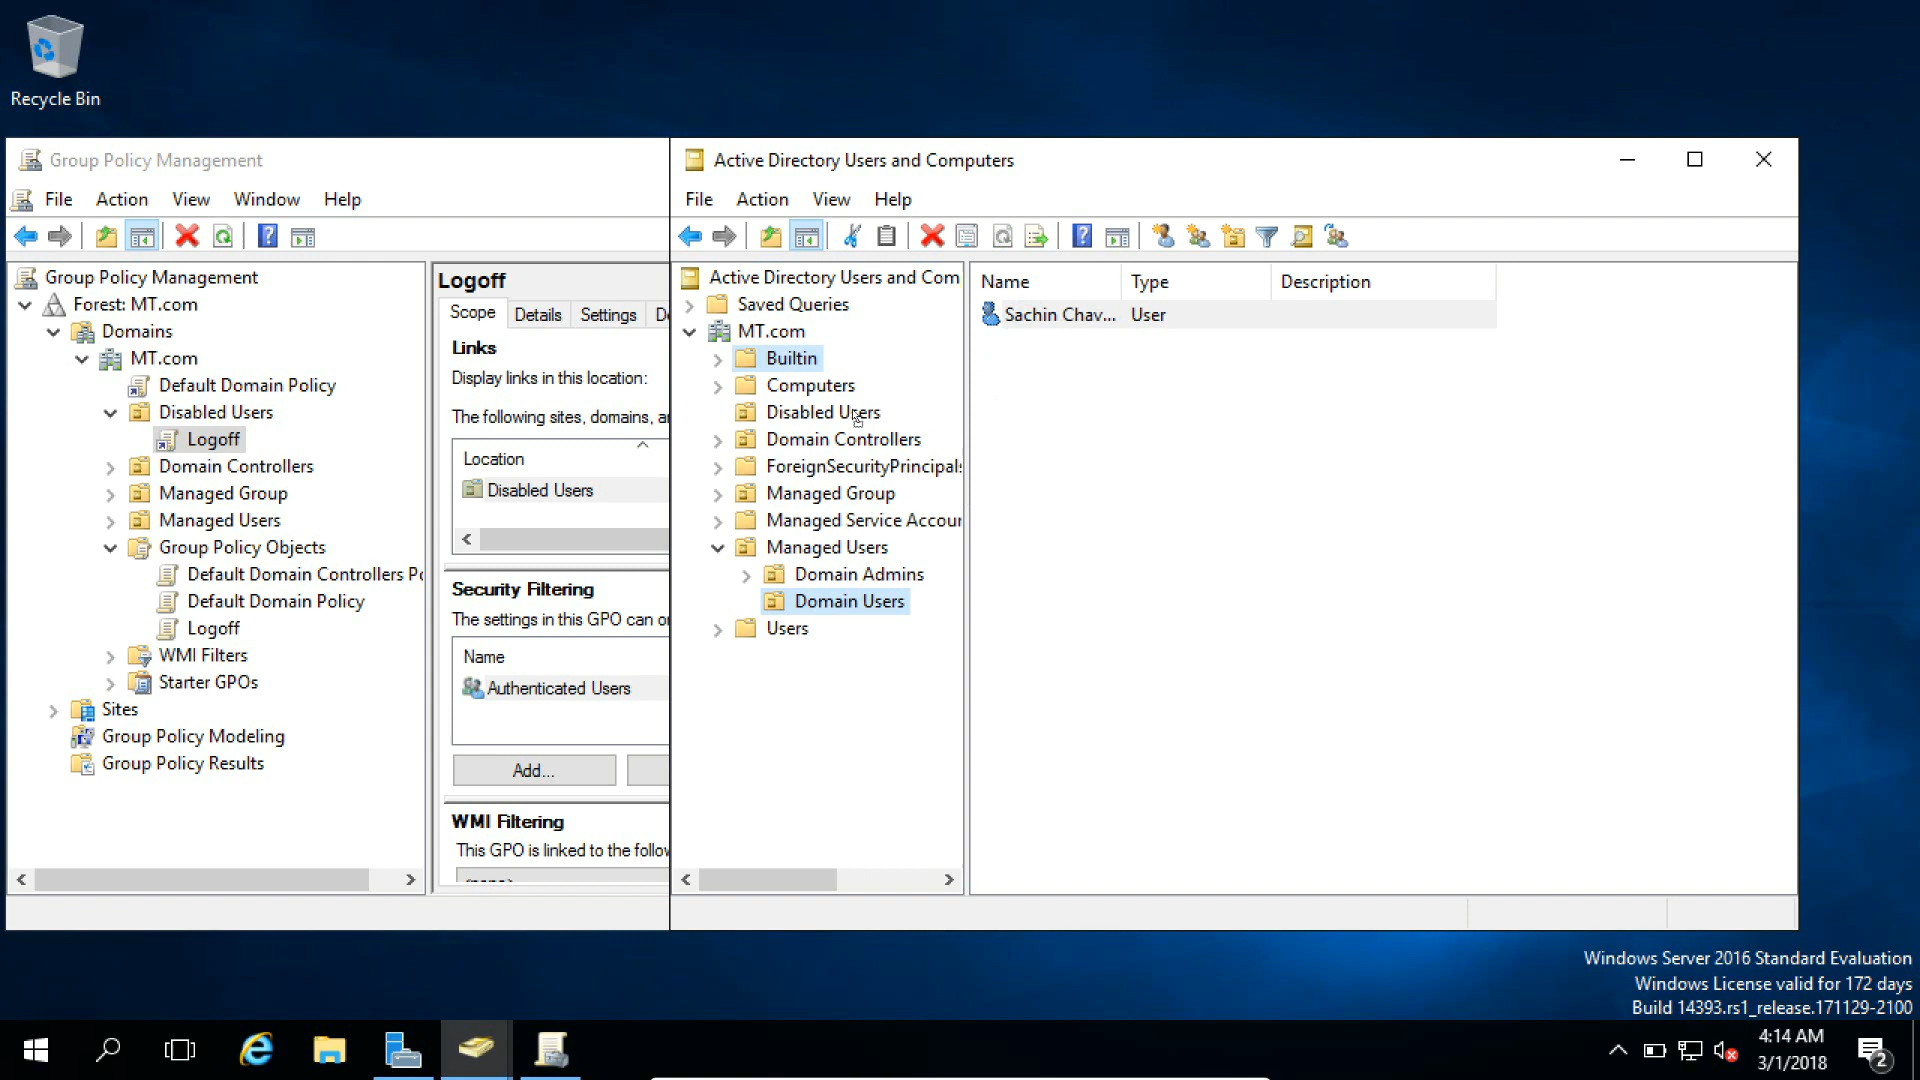 Recycle Bin
Group Policy Management
File Action View Window Help
Group Policy Management
Forest: MT.com
Domains
MT.com
Default Domain Policy
Disabled Users
Logoff
Domain Controllers
Managed Group
Managed Users
Group Policy Objects
Default Domain Controllers Po
Default Domain Policy
Logoff
WMI Filters
Starter GPOs
Sites
Group Policy Modeling
Group Policy Results
Logoff
Scope Details Settings De
Links
Display links in this location:
The following sites, domains, a
Location
Disabled Users
Security Filtering
The settings in this GPO can o
Name
Authenticated Users
Add...
WMI Filtering
This GPO is linked to the follow
Active Directory Users and Computers
File Action View Help
Active Directory Users and Com
Saved Queries
MT.com
Builtin
Computers
Disabled Users
Domain Controllers
ForeignSecurityPrincipals
Managed Group
Managed Service Accour
Managed Users
Domain Admins
Domain Users
Users
Name Type Description
Sachin Chav... User
Windows Server 2016 Standard Evaluation
Windows License valid for 172 days
Build 14393.rs1_release.171129-2100
4:14 AM
3/1/2018
2